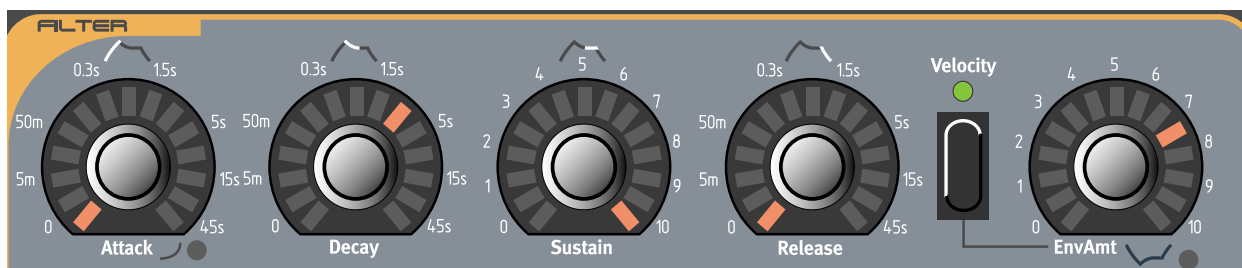 FILTER
0 5m 50m 0.3s 1.5s 5s 15s 45s
Attack
0 5m 50m 0.3s 1.5s 5s 15s 45s
Decay
0 1 2 3 4 5 6 7 8 9 10
Sustain
0 5m 50m 0.3s 1.5s 5s 15s 45s
Release
Velocity
0 1 2 3 4 5 6 7 8 9 10
EnvAmt